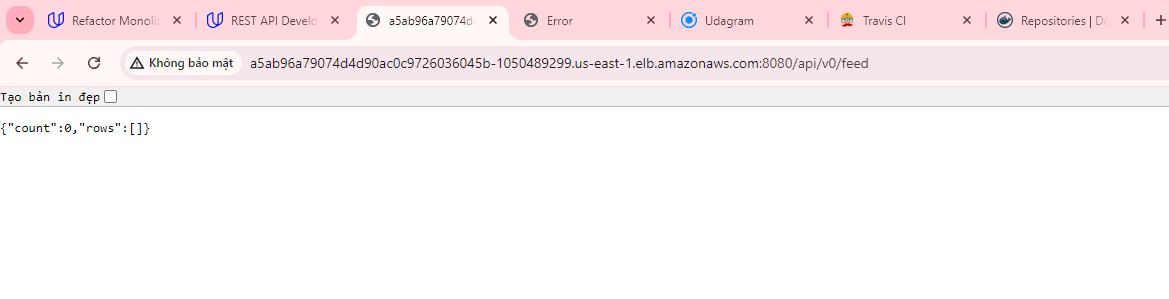 Refactor Monolit REST API Develo a5ab96a79074d4 Error Udagram Travis CI Repositories | Do
Không bảo mật a5ab96a79074d4d90ac0c9726036045b-1050489299.us-east-1.elb.amazonaws.com:8080/api/v0/feed
Tạo bản in đẹp
{"count":0,"rows":[]}